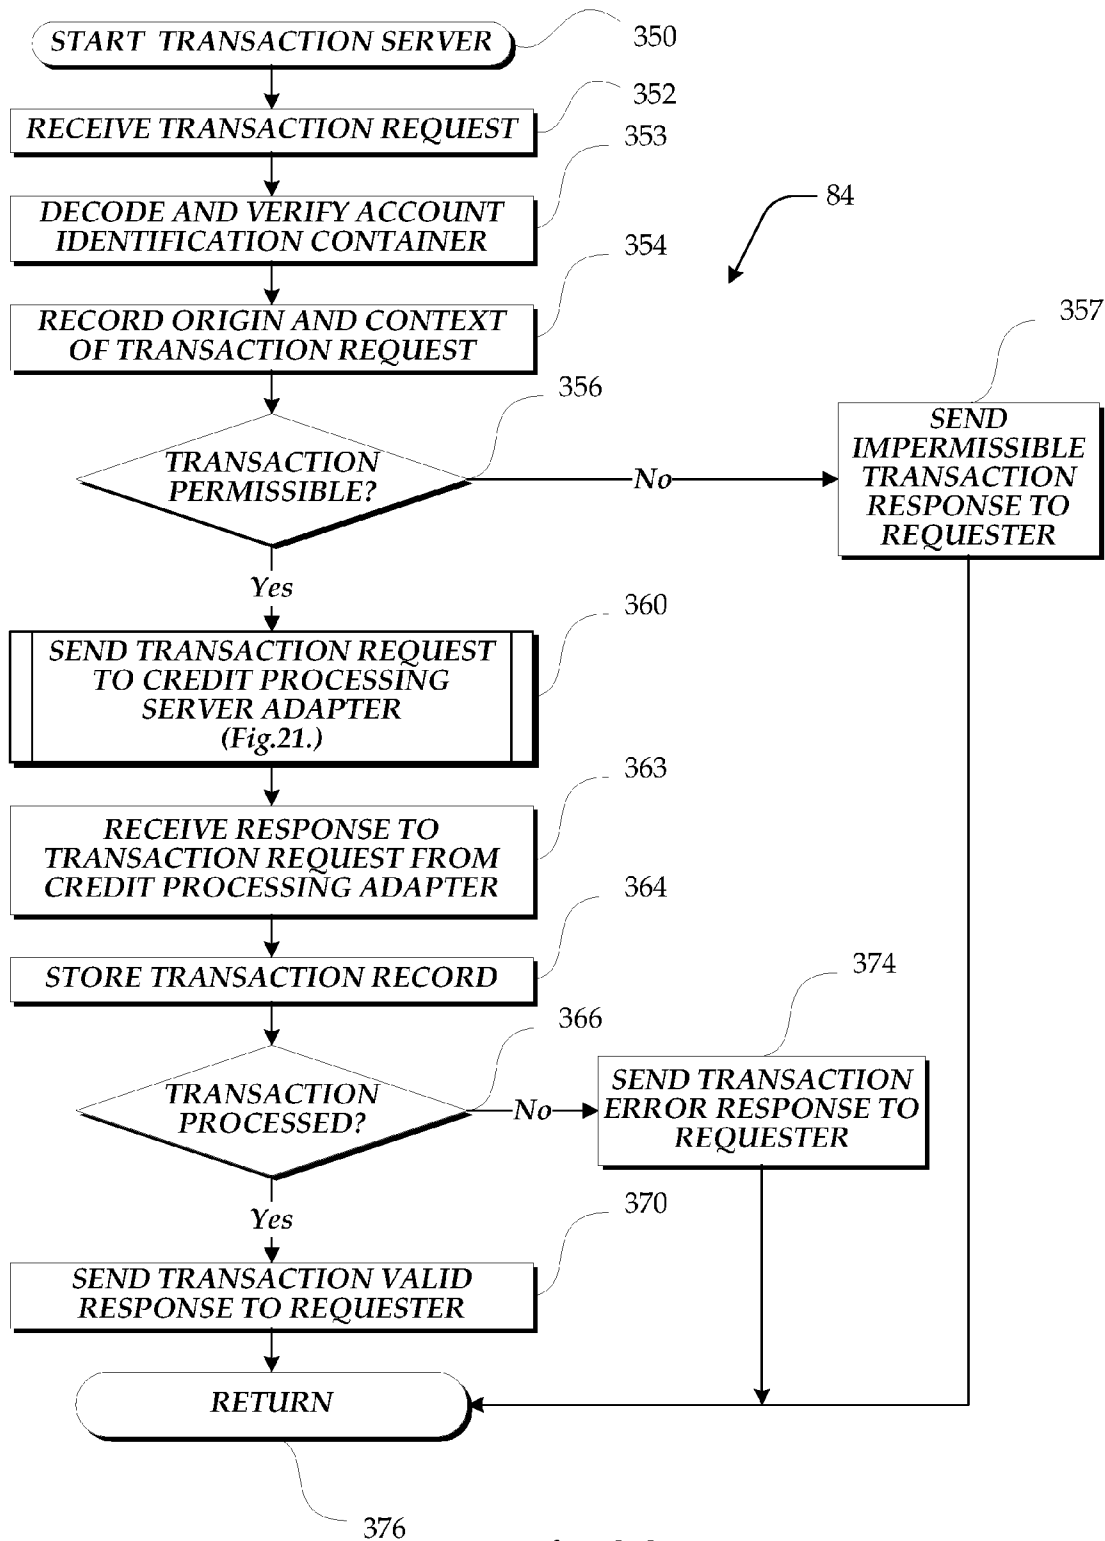 START TRANSACTION SERVER
350
352
RECEIVE TRANSACTION REQUEST
353
DECODE AND VERIFY ACCOUNT
IDENTIFICATION CONTAINER
84
354
RECORD ORIGIN AND CONTEXT
OF TRANSACTION REQUEST
357
356
TRANSACTION
PERMISSIBLE?
No
SEND
IMPERMISSIBLE
TRANSACTION
RESPONSE TO
REQUESTER
Yes
360
SEND TRANSACTION REQUEST
TO CREDIT PROCESSING
SERVER ADAPTER
(Fig.21.)
363
RECEIVE RESPONSE TO
TRANSACTION REQUEST FROM
CREDIT PROCESSING ADAPTER
364
STORE TRANSACTION RECORD
374
366
TRANSACTION
PROCESSED?
No
SEND TRANSACTION
ERROR RESPONSE TO
REQUESTER
Yes
370
SEND TRANSACTION VALID
RESPONSE TO REQUESTER
RETURN
376